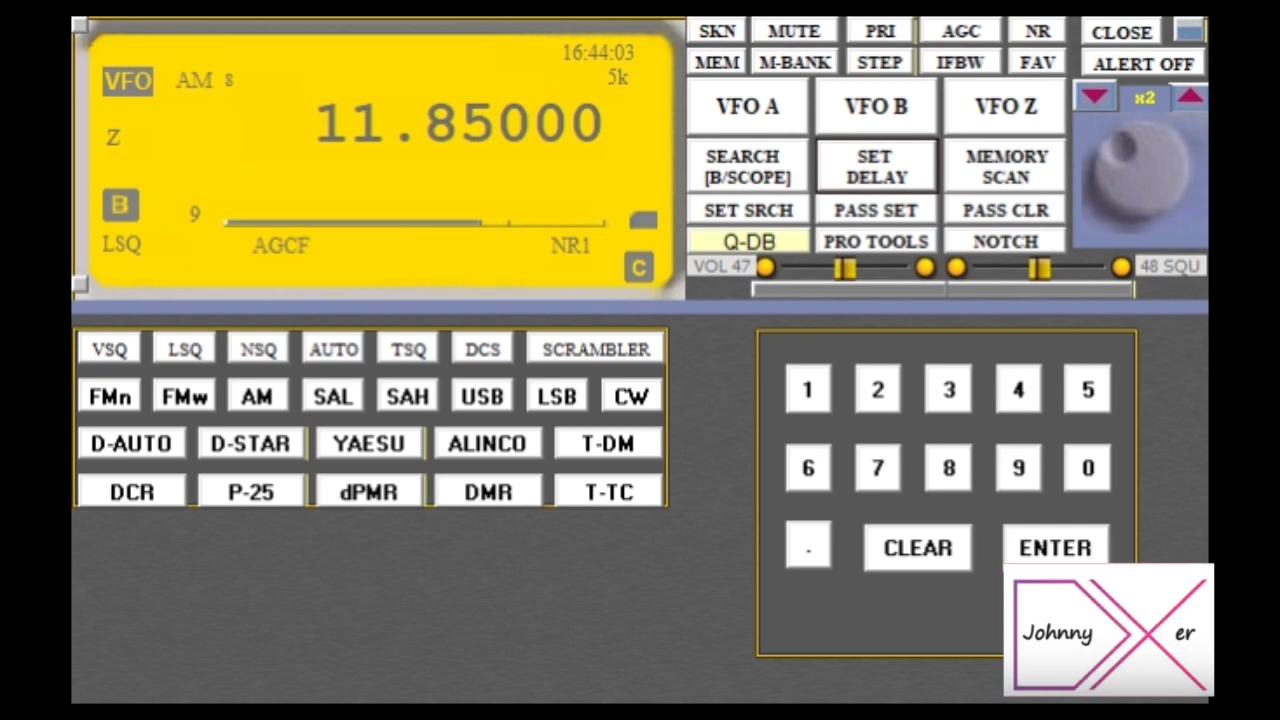 16:44:03
VFO AM 8 5k
11.85000
Z
B 9
LSQ AGCF NR1
C
SKN MUTE PRI AGC NR CLOSE
MEM M-BANK STEP IFBW FAV ALERT OFF
VFO A VFO B VFO Z x2
SEARCH [B/SCOPE] SET DELAY MEMORY SCAN
SET SRCH PASS SET PASS CLR
Q-DB PRO TOOLS NOTCH
VOL 47 48 SQU
VSQ LSQ NSQ AUTO TSQ DCS SCRAMBLER
FMn FMw AM SAL SAH USB LSB CW
D-AUTO D-STAR YAESU ALINCO T-DM
DCR P-25 dPMR DMR T-TC
1 2 3 4 5
6 7 8 9 0
. CLEAR ENTER
Johnny DX er